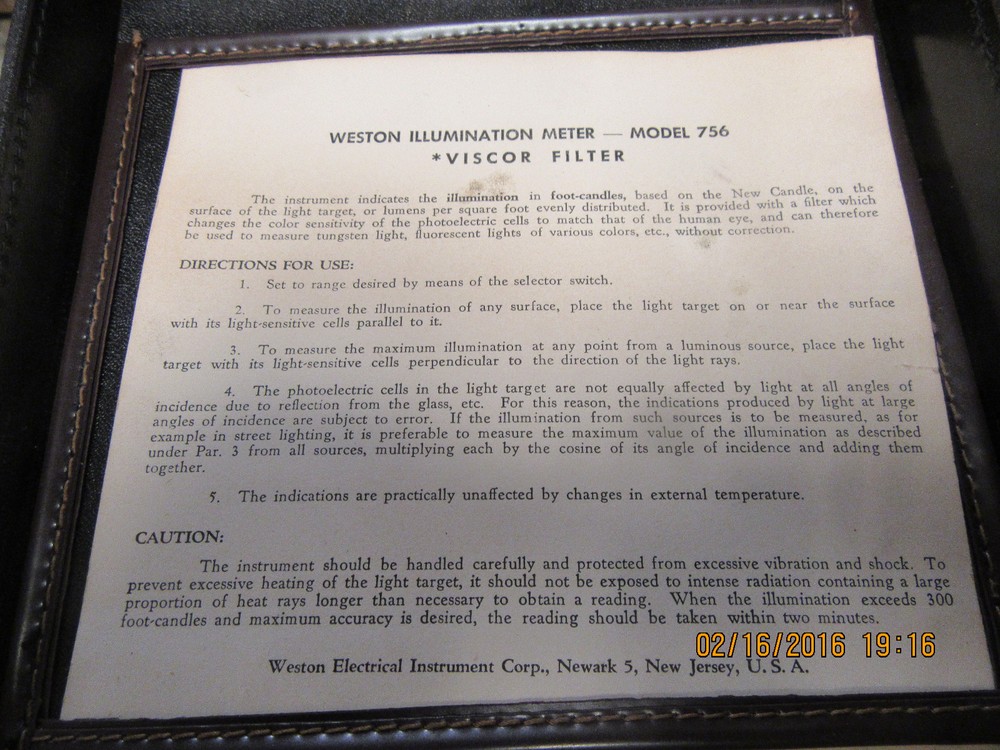 WESTON ILLUMINATION METER — MODEL 756
*VISCOR FILTER
The instrument indicates the illumination in foot-candles, based on the New Candle, on the
surface of the light target, or lumens per square foot evenly distributed. It is provided with a filter which
changes the color sensitivity of the photoelectric cells to match that of the human eye, and can therefore
be used to measure tungsten light, fluorescent lights of various colors, etc., without correction.
DIRECTIONS FOR USE:
1. Set to range desired by means of the selector switch.
2. To measure the illumination of any surface, place the light target on or near the surface
with its light-sensitive cells parallel to it.
3. To measure the maximum illumination at any point from a luminous source, place the light
target with its light-sensitive cells perpendicular to the direction of the light rays.
4. The photoelectric cells in the light target are not equally affected by light at all angles of
incidence due to reflection from the glass, etc. For this reason, the indications produced by light at large
angles of incidence are subject to error. If the illumination from such sources is to be measured, as for
example in street lighting, it is preferable to measure the maximum value of the illumination as described
under Par. 3 from all sources, multiplying each by the cosine of its angle of incidence and adding them
together.
5. The indications are practically unaffected by changes in external temperature.
CAUTION:
The instrument should be handled carefully and protected from excessive vibration and shock. To
prevent excessive heating of the light target, it should not be exposed to intense radiation containing a large
proportion of heat rays longer than necessary to obtain a reading. When the illumination exceeds 300
foot-candles and maximum accuracy is desired, the reading should be taken within two minutes.
02/16/2016 19:16
Weston Electrical Instrument Corp., Newark 5, New Jersey, U. S. A.